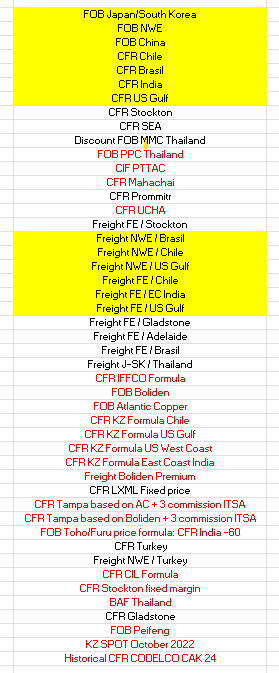 FOB Japan/South Korea
FOB NWE
FOB China
CFR Chile
CFR Brasil
CFR India
CFR US Gulf
CFR Stockton
CFR SEA
Discount FOB MMC Thailand
FOB PPC Thailand
CIF PTTAC
CFR Mahachai
CFR Prommitr
CFR UCHA
Freight FE / Stockton
Freight NWE / Brasil
Freight NWE / Chile
Freight NWE / US Gulf
Freight FE / Chile
Freight FE / EC India
Freight FE / US Gulf
Freight FE / Gladstone
Freight FE / Adelaide
Freight FE / Brasil
Freight J-SK / Thailand
CFR IFFCO Formula
FOB Boliden
FOB Atlantic Copper
CFR KZ Formula Chile
CFR KZ Formula US Gulf
CFR KZ Formula US West Coast
CFR KZ Formula East Coast India
Freight Boliden Premium
CFR LXML Fixed price
CFR Tampa based on AC + 3 commission ITSA
CFR Tampa based on Boliden + 3 commission ITSA
FOB Toho/Furu price formula: CFR India -60
CFR Turkey
Freight NWE / Turkey
CFR CIL Formula
CFR Stockton fixed margin
BAF Thailand
CFR Gladstone
FOB Peifeng
KZ SPOT October 2022
Historical CFR CODELCO CAK 24